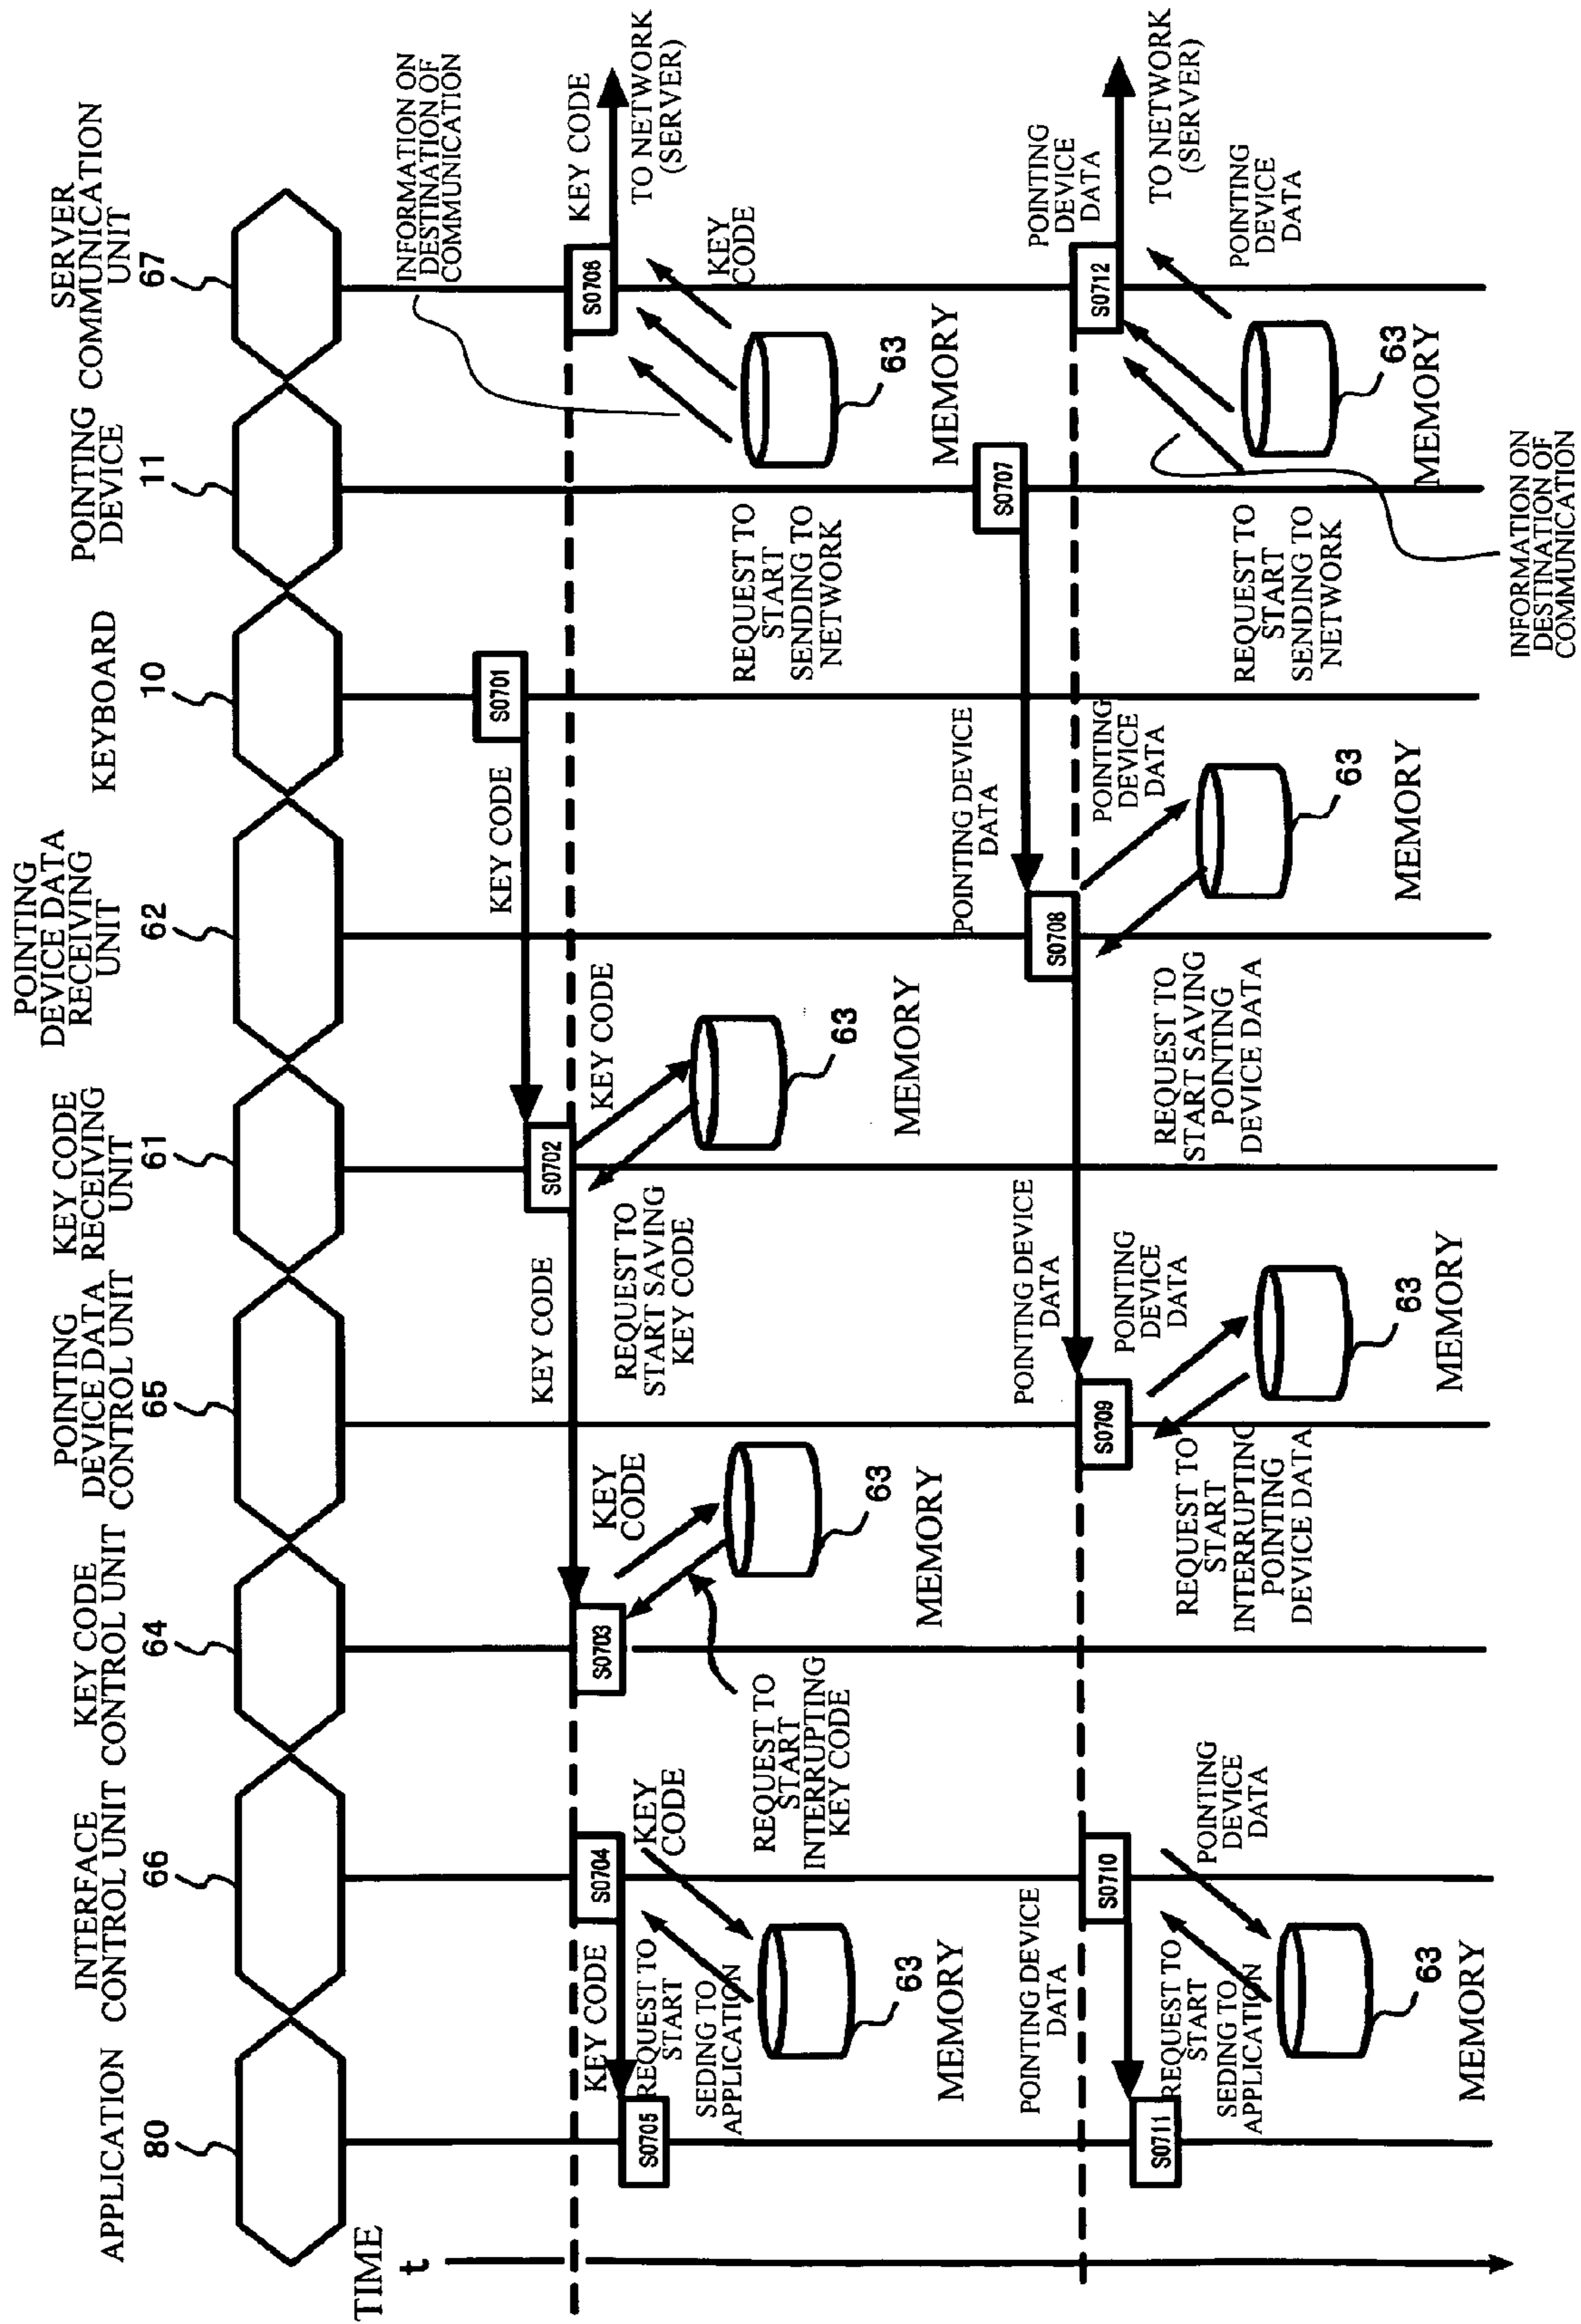 APPLICATION
80
INTERFACE
CONTROL UNIT
66
KEY CODE
CONTROL UNIT
64
POINTING
DEVICE DATA
CONTROL UNIT
65
KEY CODE
RECEIVING
UNIT
61
POINTING
DEVICE DATA
RECEIVING
UNIT
62
KEYBOARD
10
POINTING
DEVICE
11
SERVER
COMMUNICATION
UNIT
67
TIME
t
INFORMATION ON
DESTINATION OF
COMMUNICATION
S0701
KEY CODE
S0702
KEY CODE
KEY CODE
REQUEST TO
START SAVING
KEY CODE
63
MEMORY
S0703
KEY
CODE
REQUEST TO
START
INTERRUPTING
KEY CODE
63
MEMORY
S0704
KEY CODE
KEY
CODE
REQUEST TO
START
SEDING TO
APPLICATION
63
MEMORY
S0705
S0706
KEY CODE
TO NETWORK
(SERVER)
KEY
CODE
REQUEST TO
START
SENDING TO
NETWORK
63
MEMORY
S0707
POINTING DEVICE
DATA
S0708
POINTING
DEVICE
DATA
REQUEST TO
START SAVING
POINTING
DEVICE DATA
63
MEMORY
POINTING DEVICE
DATA
S0709
POINTING
DEVICE
DATA
REQUEST TO
START
INTERRUPTING
POINTING
DEVICE DATA
63
MEMORY
S0710
POINTING DEVICE
DATA
POINTING
DEVICE
DATA
REQUEST TO
START
SEDING TO
APPLICATION
63
MEMORY
S0711
S0712
POINTING
DEVICE
DATA
TO NETWORK
(SERVER)
POINTING
DEVICE
DATA
REQUEST TO
START
SENDING TO
NETWORK
63
MEMORY
INFORMATION ON
DESTINATION OF
COMMUNICATION